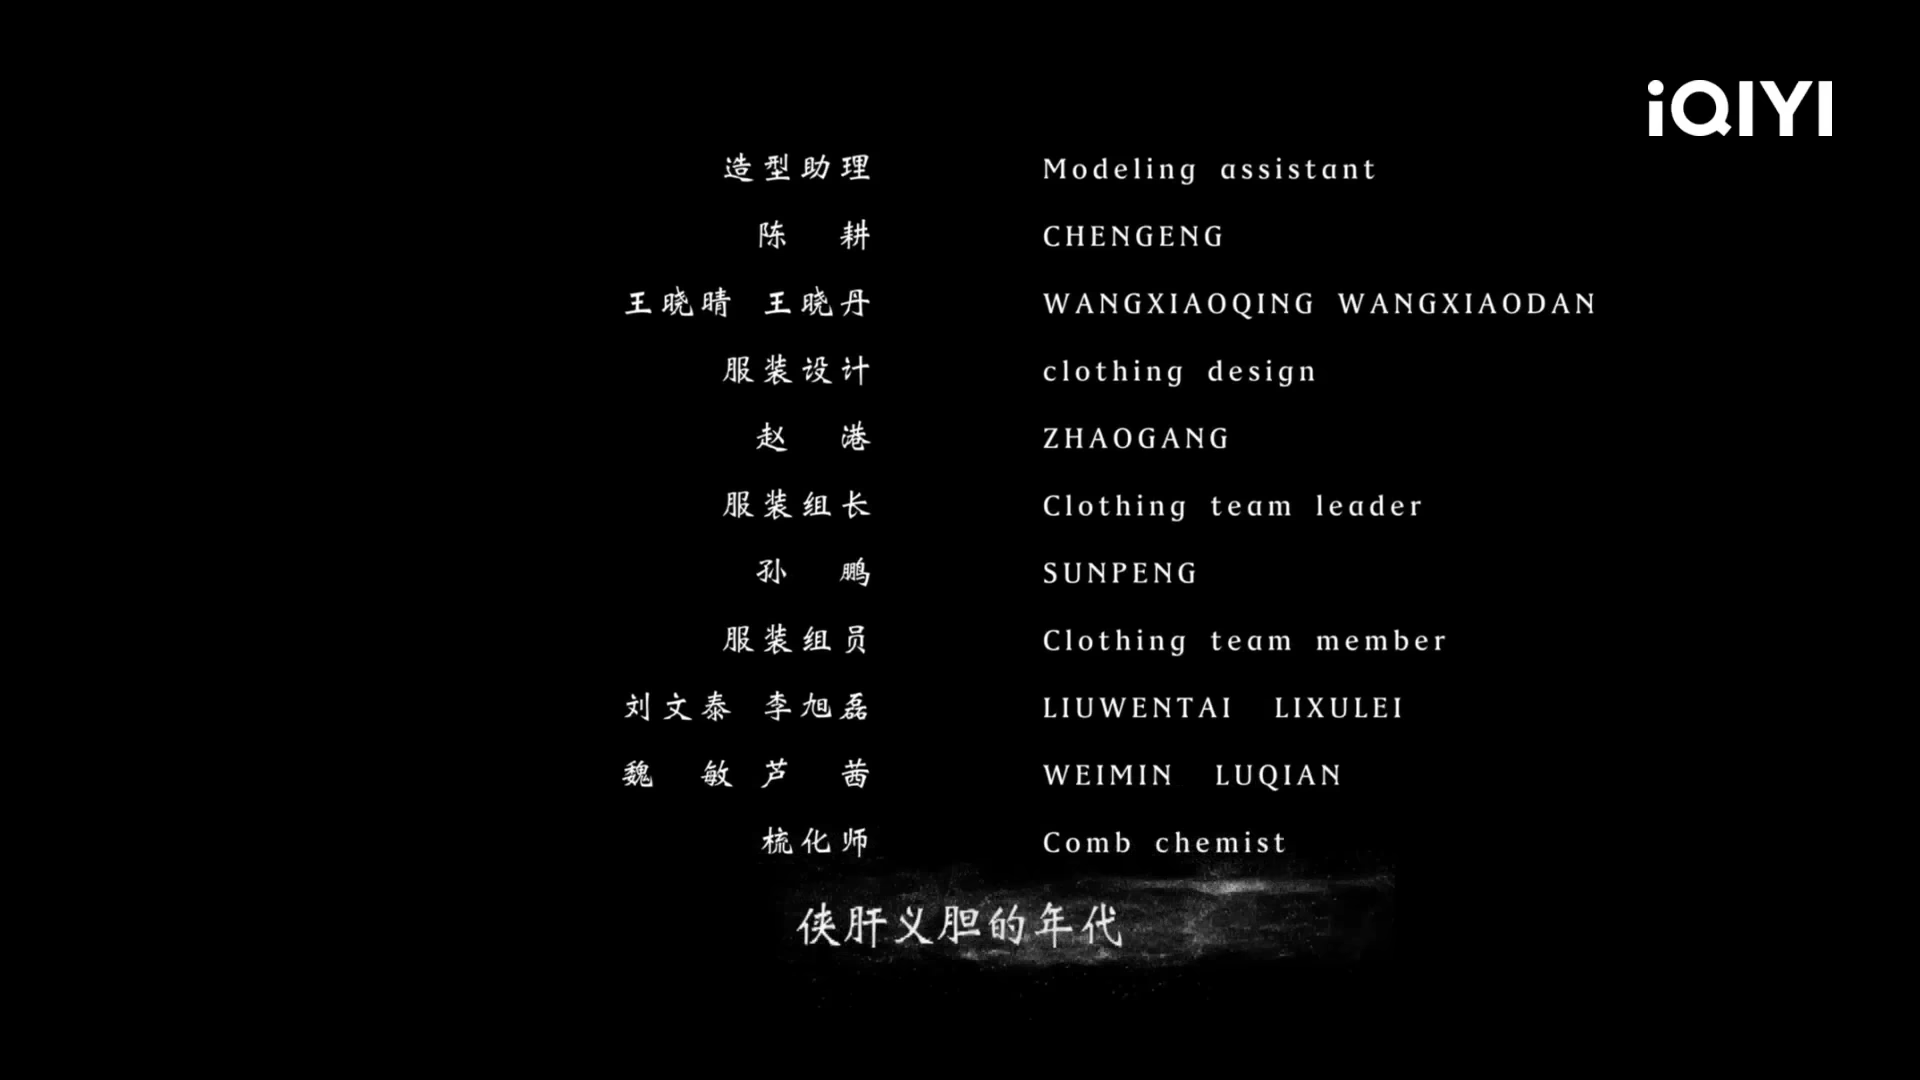 iQIYI
造型助理 Modeling assistant
陈 耕 CHENGENG
王晓晴 王晓丹 WANGXIAOQING WANGXIAODAN
服装设计 clothing design
赵 港 ZHAOGANG
服装组长 Clothing team leader
孙 鹏 SUNPENG
服装组员 Clothing team member
刘文泰 李旭磊 LIUWENTAI LIXULEI
魏 敏 芦 茜 WEIMIN LUQIAN
梳化师 Comb chemist
侠肝义胆的年代